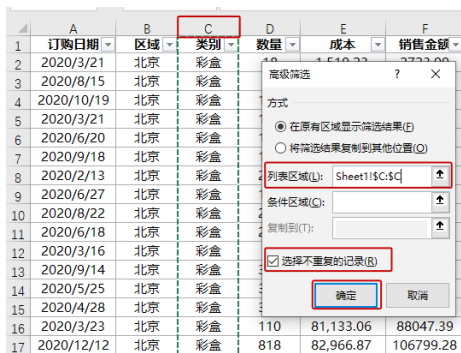 A B C D E F
1 订购日期 区域 类别 数量 成本 销售金额
2 2020/3/21 北京 彩盒
3 2020/8/15 北京 彩盒
4 2020/10/19 北京 彩盒
5 2020/3/21 北京 彩盒
6 2020/6/20 北京 彩盒
7 2020/9/18 北京 彩盒
8 2020/2/13 北京 彩盒
9 2020/6/27 北京 彩盒
10 2020/8/22 北京 彩盒
11 2020/6/18 北京 彩盒
12 2020/3/16 北京 彩盒
13 2020/9/14 北京 彩盒
14 2020/5/25 北京 彩盒
15 2020/4/28 北京 彩盒
16 2020/3/23 北京 彩盒 110 81,133.06 88047.39
17 2020/12/12 北京 彩盒 818 82,966.87 106799.28
高级筛选 ? ×
方式
在原有区域显示筛选结果(F)
将筛选结果复制到其他位置(O)
列表区域(L): Sheet1!$C:$C
条件区域(C):
复制到(T):
选择不重复的记录(R)
确定 取消